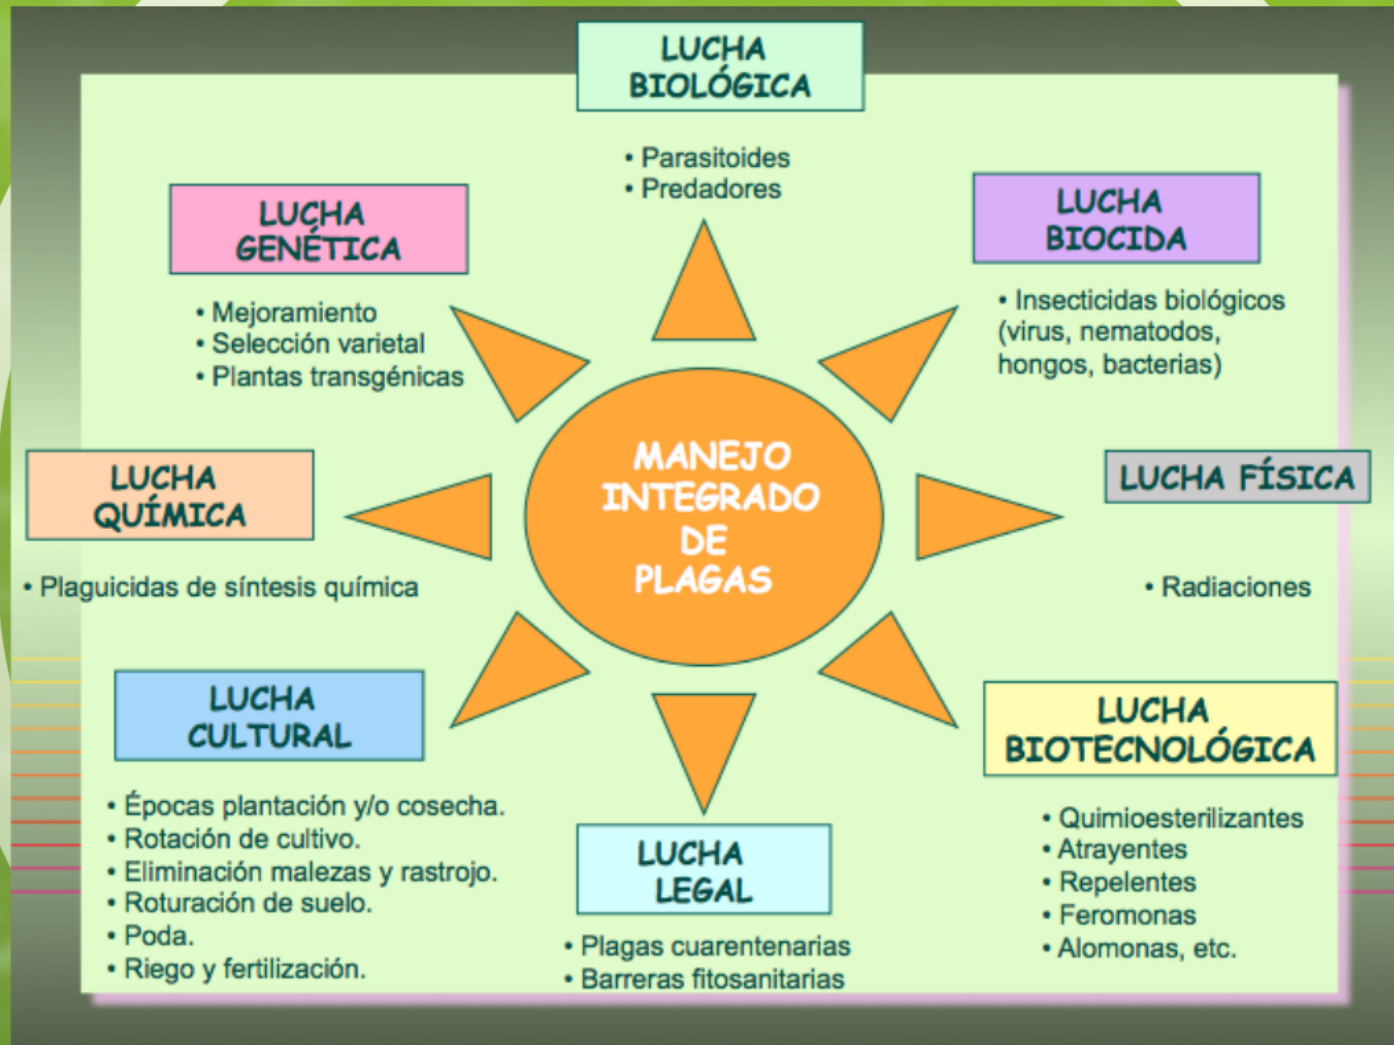 LUCHA
BIOLÓGICA
• Parasitoides
• Predadores
LUCHA
GENÉTICA
• Mejoramiento
• Selección varietal
• Plantas transgénicas
LUCHA
BIOCIDA
• Insecticidas biológicos
(virus, nematodos,
hongos, bacterias)
MANEJO
INTEGRADO
DE
PLAGAS
LUCHA
QUÍMICA
• Plaguicidas de síntesis química
LUCHA FÍSICA
• Radiaciones
LUCHA
CULTURAL
• Épocas plantación y/o cosecha.
• Rotación de cultivo.
• Eliminación malezas y rastrojo.
• Roturación de suelo.
• Poda.
• Riego y fertilización.
LUCHA
LEGAL
• Plagas cuarentenarias
• Barreras fitosanitarias
LUCHA
BIOTECNOLÓGICA
• Quimioesterilizantes
• Atrayentes
• Repelentes
• Feromonas
• Alomonas, etc.